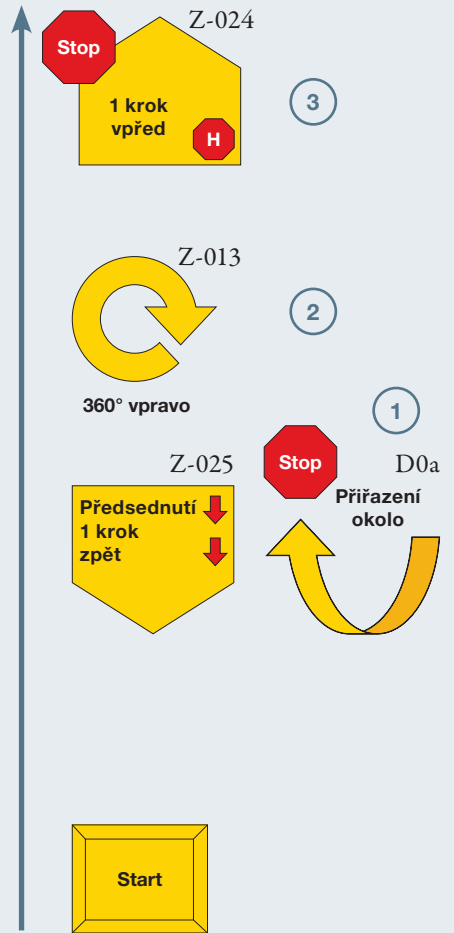 Z-024
Stop
1 krok
vpřed
H
3
Z-013
2
360° vpravo
1
Z-025
Předsednutí
1 krok
zpět
Stop
D0a
Přiřazení
okolo
Start